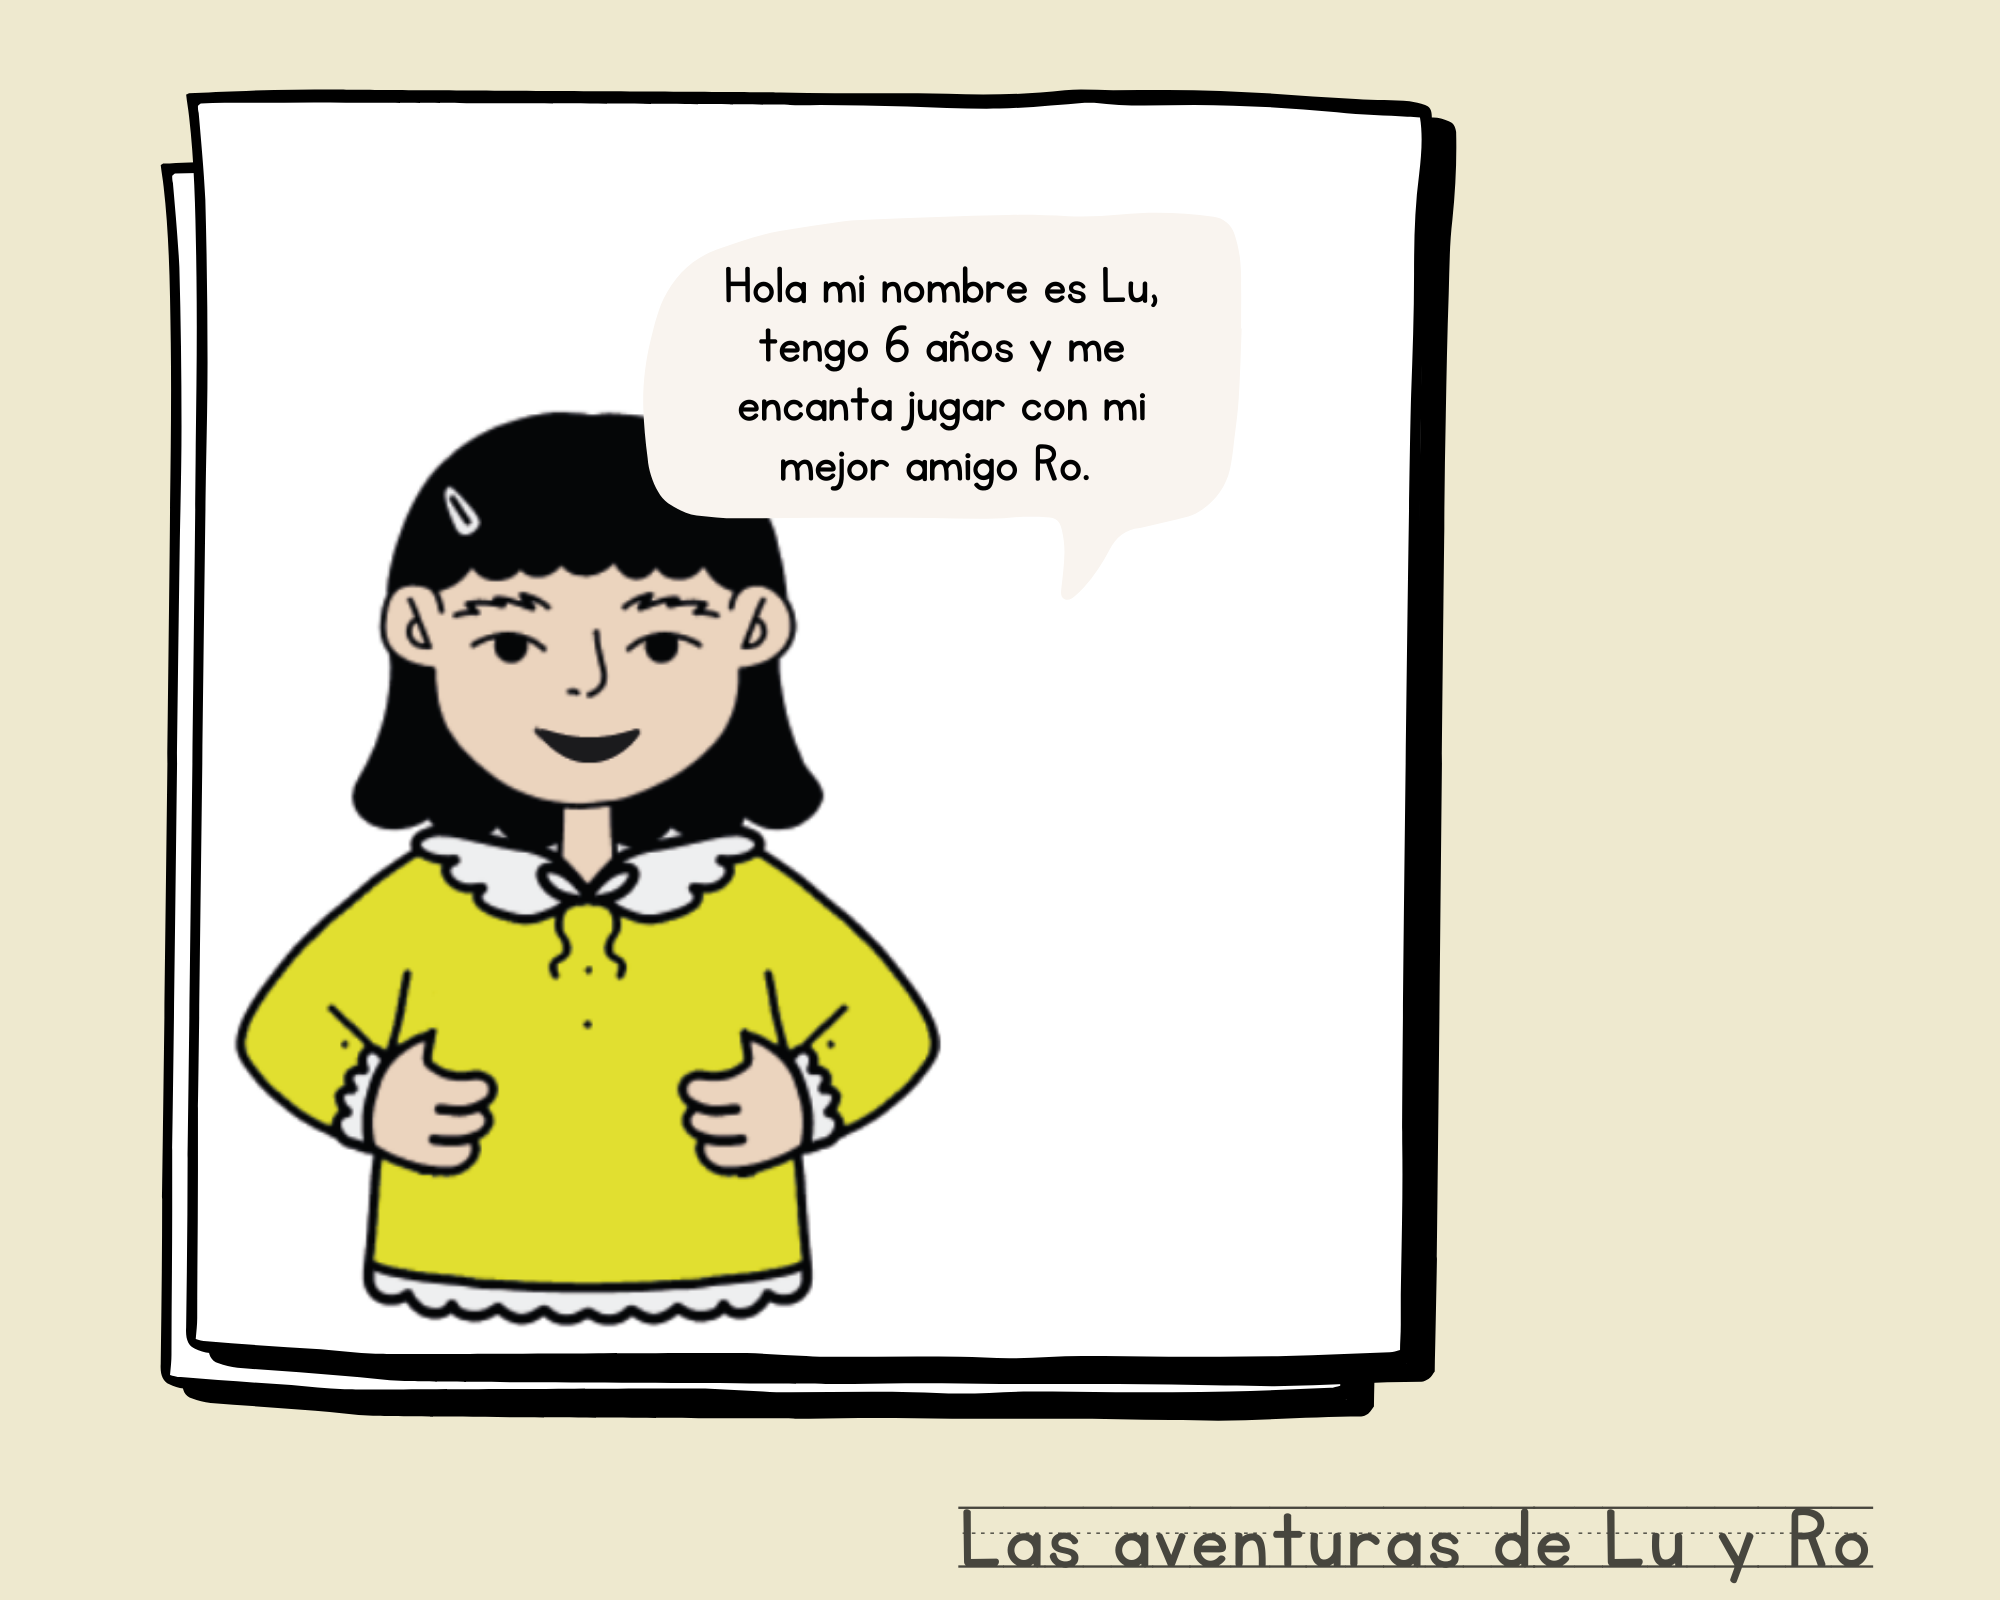 Hola mi nombre es Lu,
tengo 6 años y me
encanta jugar con mi
mejor amigo Ro.
Las aventuras de Lu y Ro